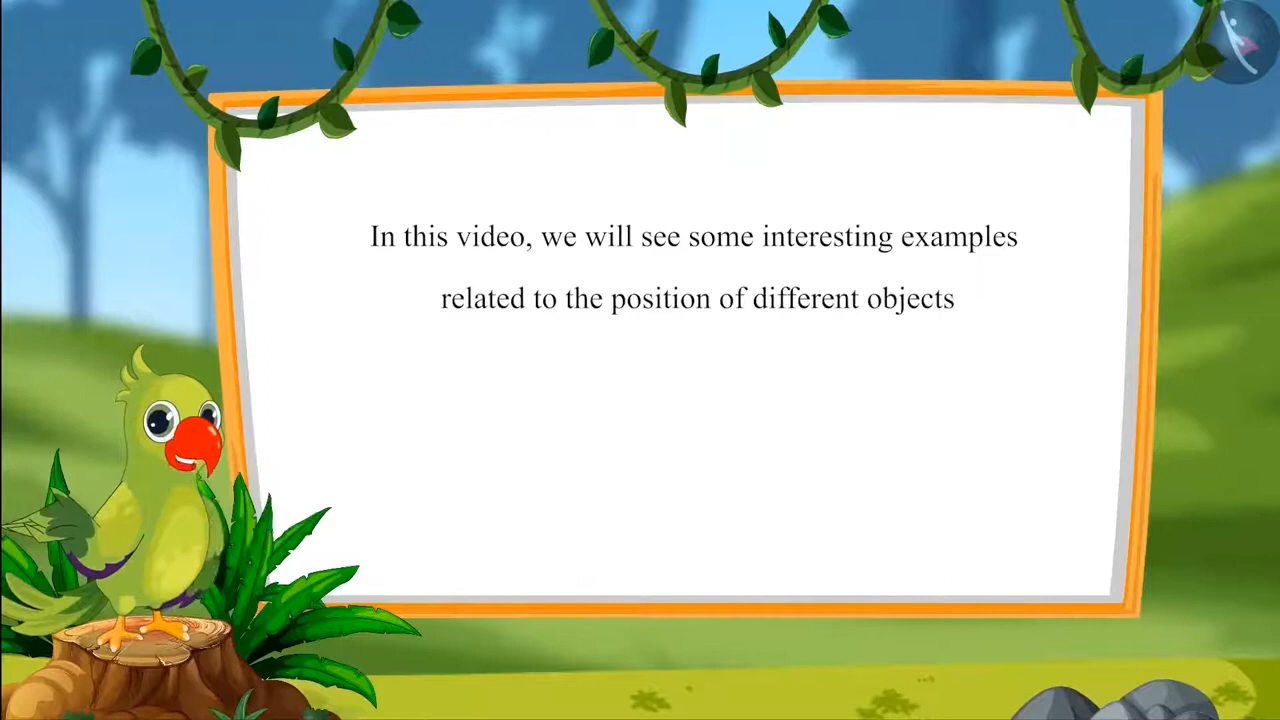 In this video, we will see some interesting examples
related to the position of different objects